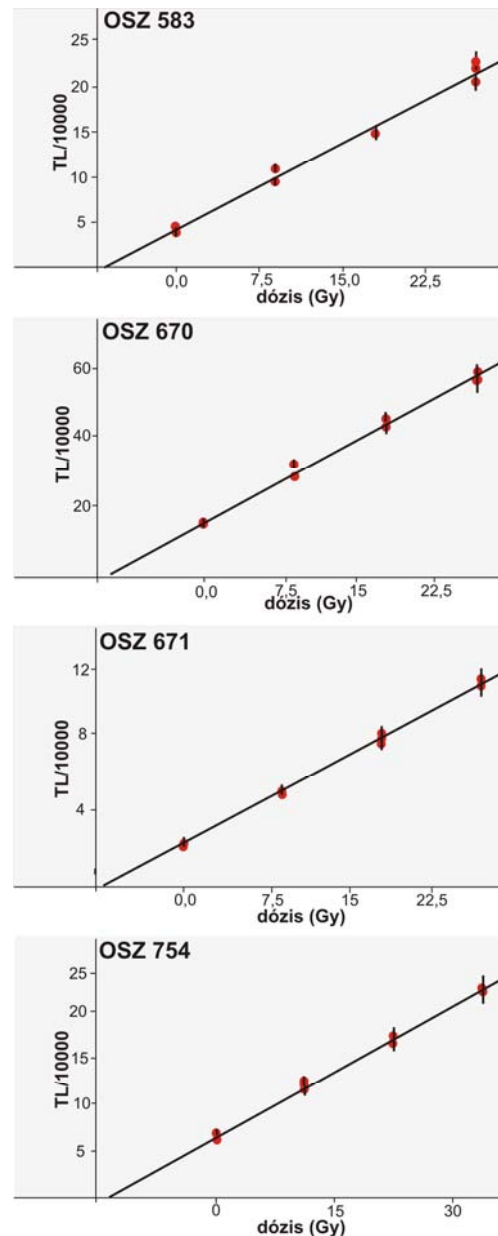 OSZ 583
25
20
15
10
5
TL/10000
0,0 7,5 15,0 22,5
dózis (Gy)
OSZ 670
60
40
20
TL/10000
0,0 7,5 15 22,5
dózis (Gy)
OSZ 671
12
8
4
TL/10000
0,0 7,5 15 22,5
dózis (Gy)
OSZ 754
25
20
15
10
5
TL/10000
0 15 30
dózis (Gy)